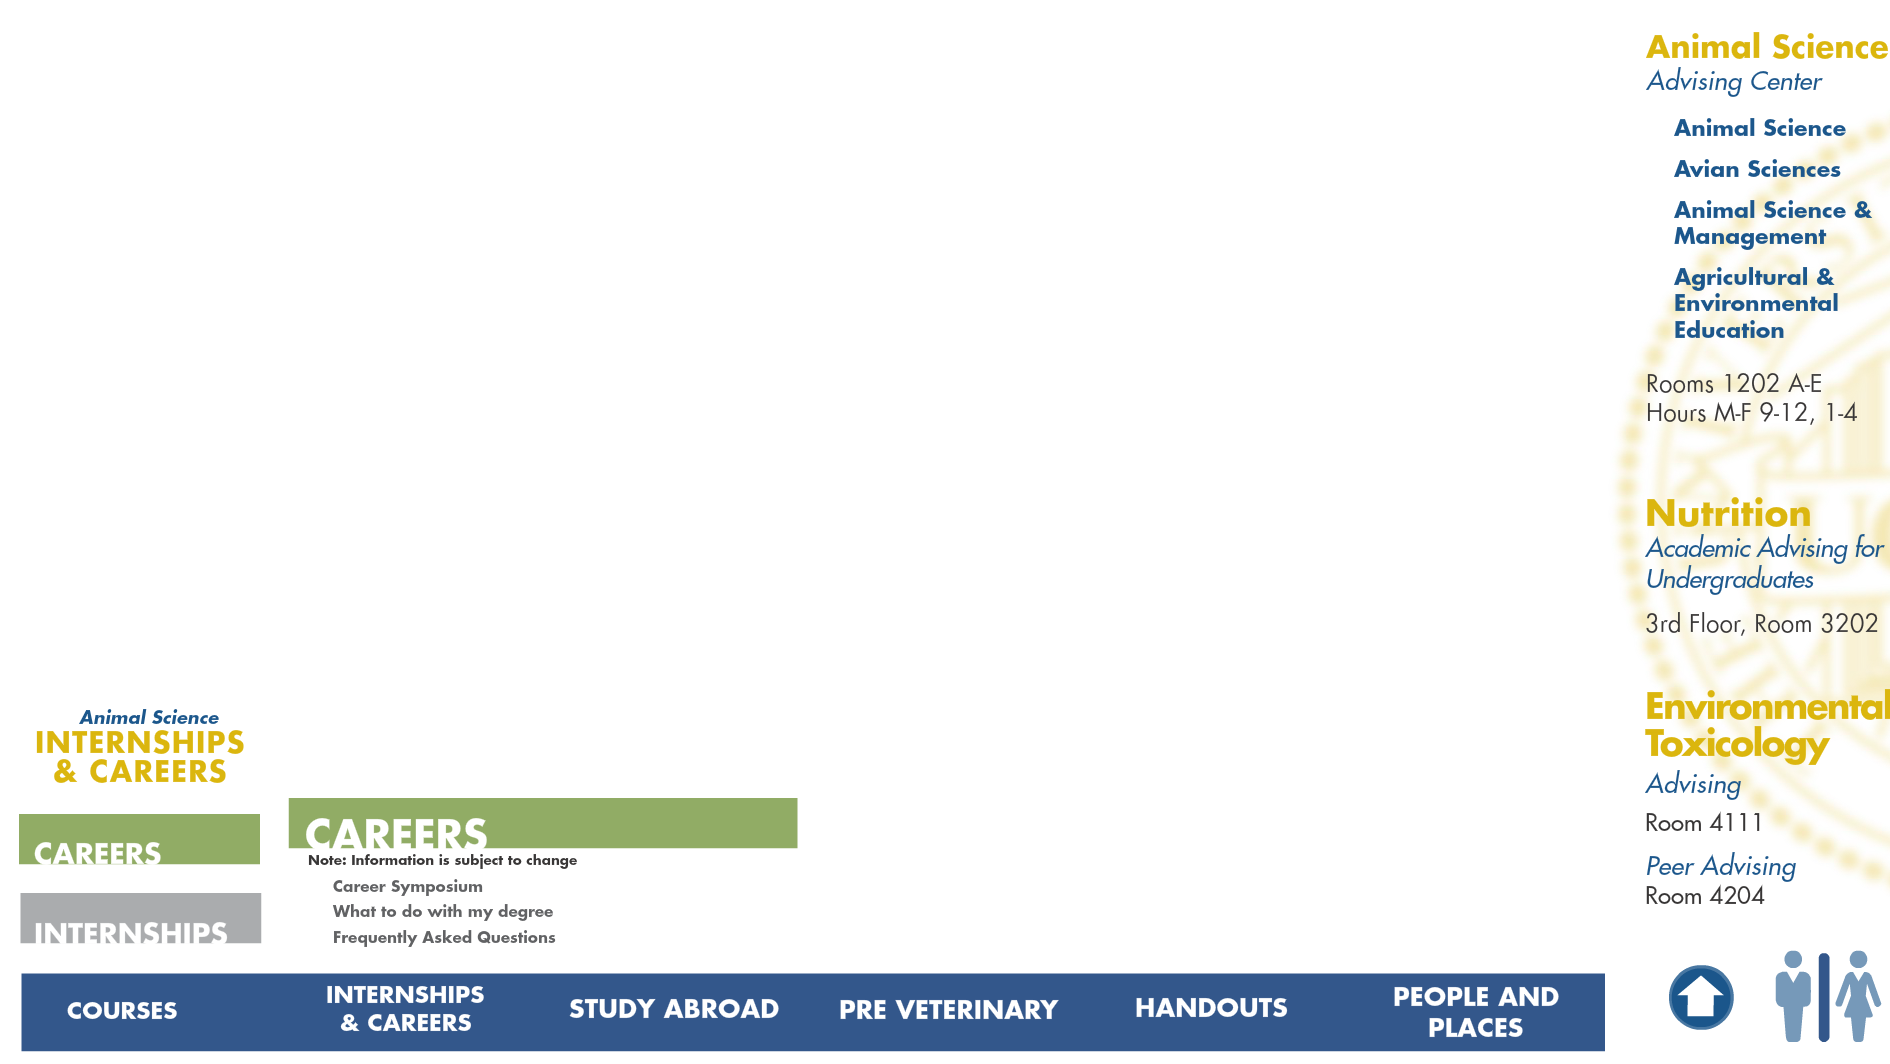 Animal Science
Advising Center
Animal Science
Avian Sciences
Animal Science &
Management
Agricultural &
Environmental
Education
Rooms 1202 A-E
Hours M-F 9-12, 1-4
Nutrition
Academic Advising for
Undergraduates
3rd Floor, Room 3202
Environmental
Toxicology
Advising
Room 4111
Peer Advising
Room 4204
Animal Science
INTERNSHIPS
& CAREERS
CAREERS
INTERNSHIPS
CAREERS
Note: Information is subject to change
Career Symposium
What to do with my degree
Frequently Asked Questions
COURSES
INTERNSHIPS
& CAREERS
STUDY ABROAD
PRE VETERINARY
HANDOUTS
PEOPLE AND
PLACES